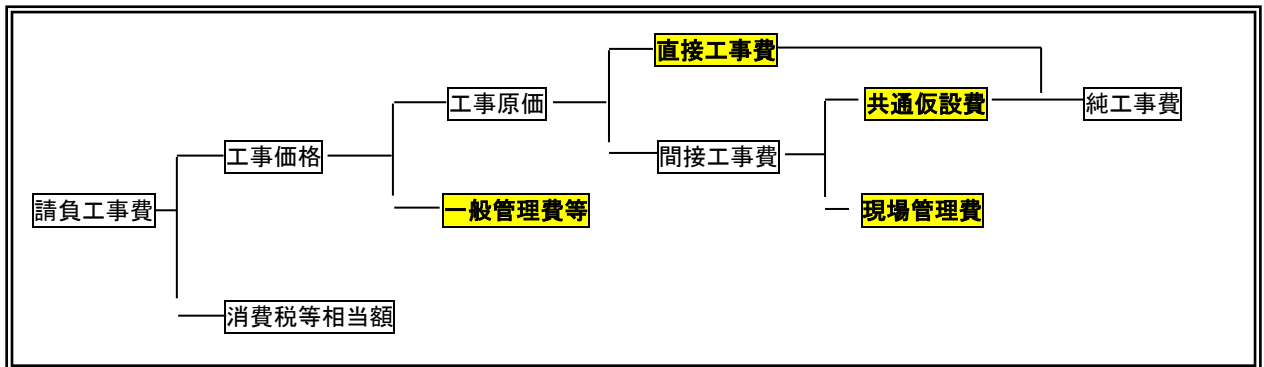 直接工事費
工事原価
共通仮設費
純工事費
工事価格
間接工事費
請負工事費
一般管理費等
現場管理費
消費税等相当額